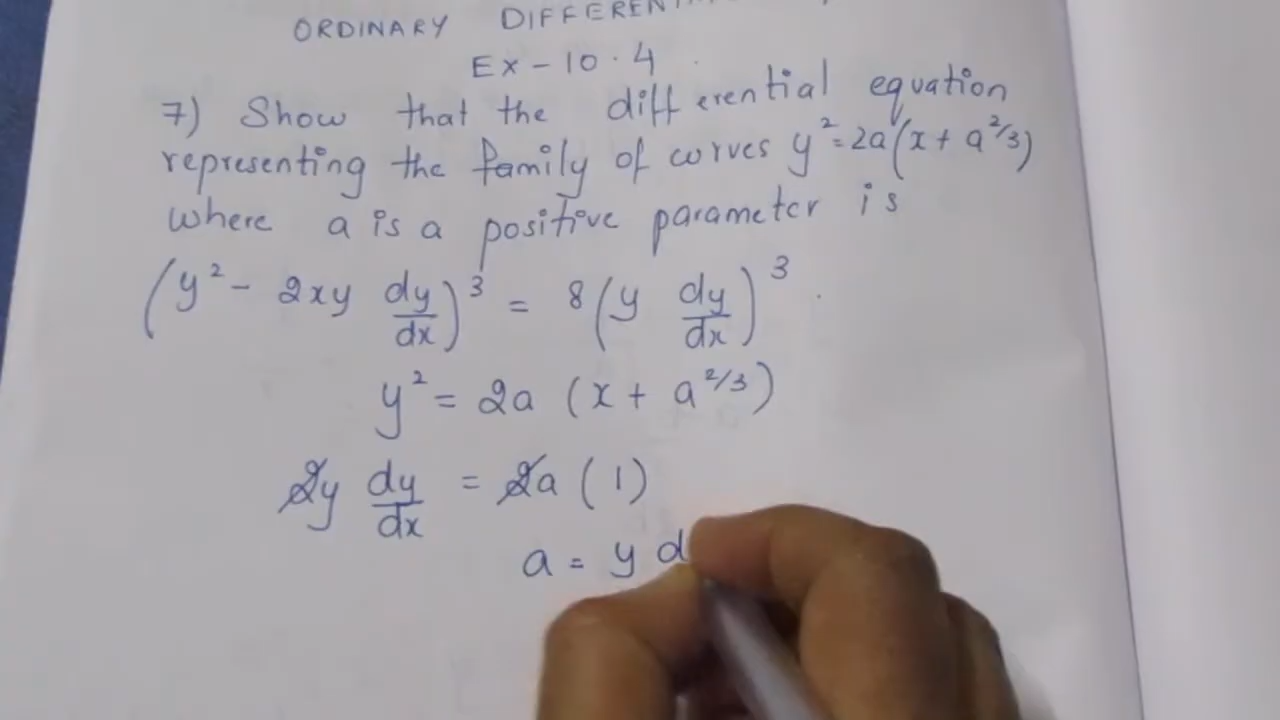 ORDINARY
Ex - 10.4
7) Show that the differential equation
representing the family of curves y² = 2a(x + a^2/3)
where a is a positive parameter is
(y² - 2xy dy/dx)³ = 8(y dy/dx)³.
y² = 2a (x + a^2/3)
2y dy/dx = 2a (1)
a = y d